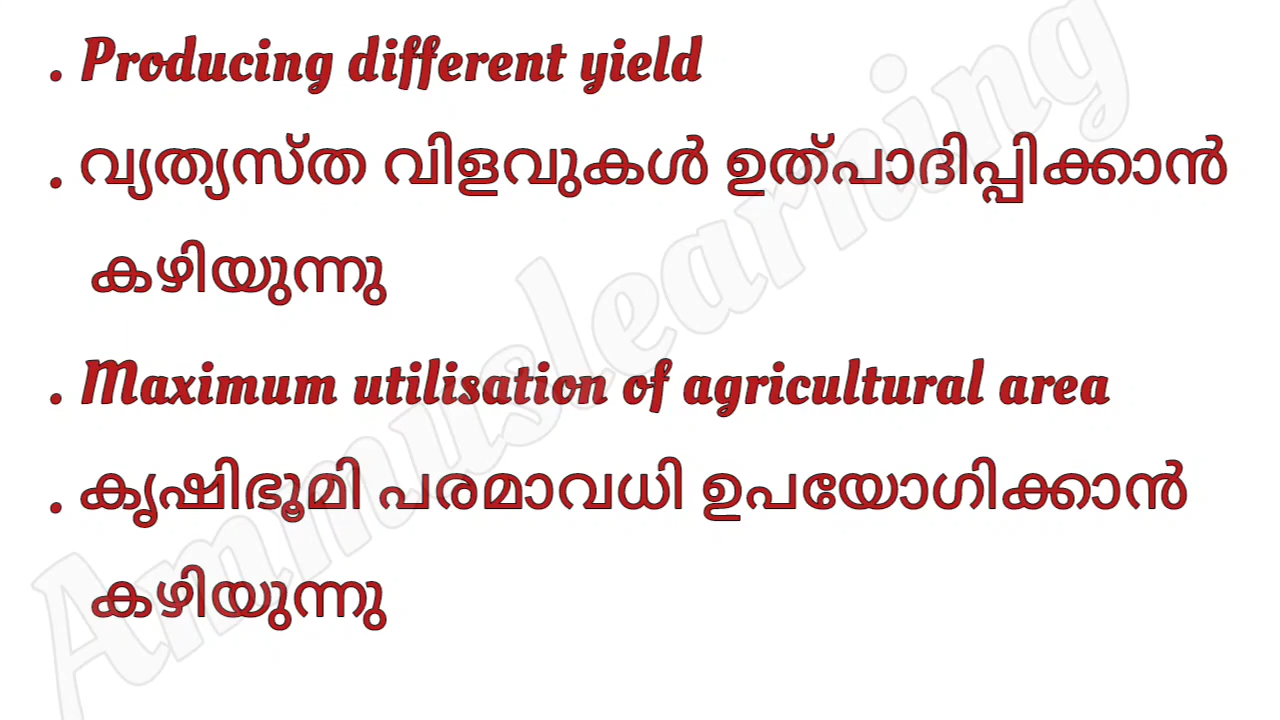 . Producing different yield
. വ്യത്യസ്ത വിളവുകൾ ഉത്പാദിപ്പിക്കാൻ
കഴിയുന്നു
. Maximum utilisation of agricultural area
. കൃഷിഭൂമി പരമാവധി ഉപയോഗിക്കാൻ
കഴിയുന്നു
Ammuslearning